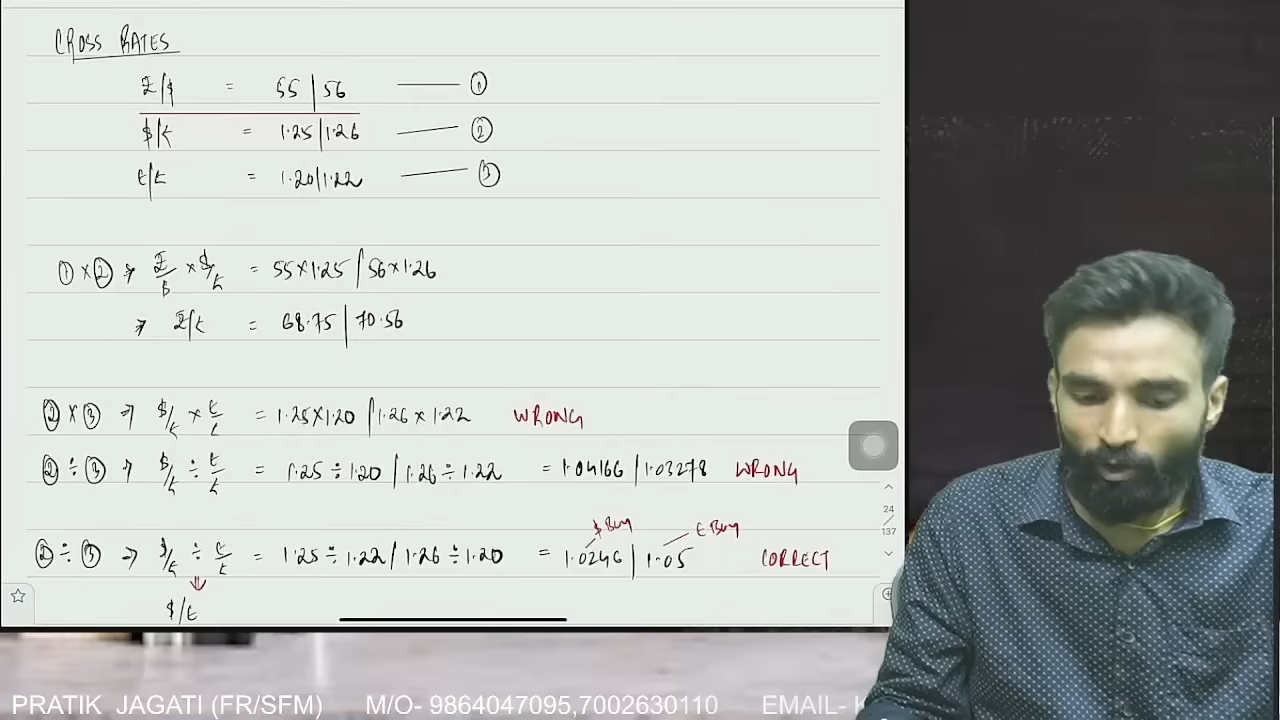 CROSS RATES
₹/$ = 55 | 56 —— ①
$/£ = 1.25 | 1.26 —— ②
€/£ = 1.20 | 1.22 —— ③
① × ② → ₹/$ × $/£ = 55×1.25 | 56×1.26
→ ₹/£ = 68.75 | 70.56
② × ③ → $/£ × €/£ = 1.25×1.20 | 1.26×1.22 WRONG
② ÷ ③ → $/£ ÷ €/£ = 1.25÷1.20 | 1.26÷1.22 = 1.04166 | 1.03278 WRONG
$ Buy € Buy
② ÷ ③ → $/£ ÷ €/£ = 1.25÷1.22 / 1.26÷1.20 = 1.0246 | 1.05 CORRECT
$/€
24
137
PRATIK JAGATI (FR/SFM) M/O- 9864047095,7002630110 EMAIL- K